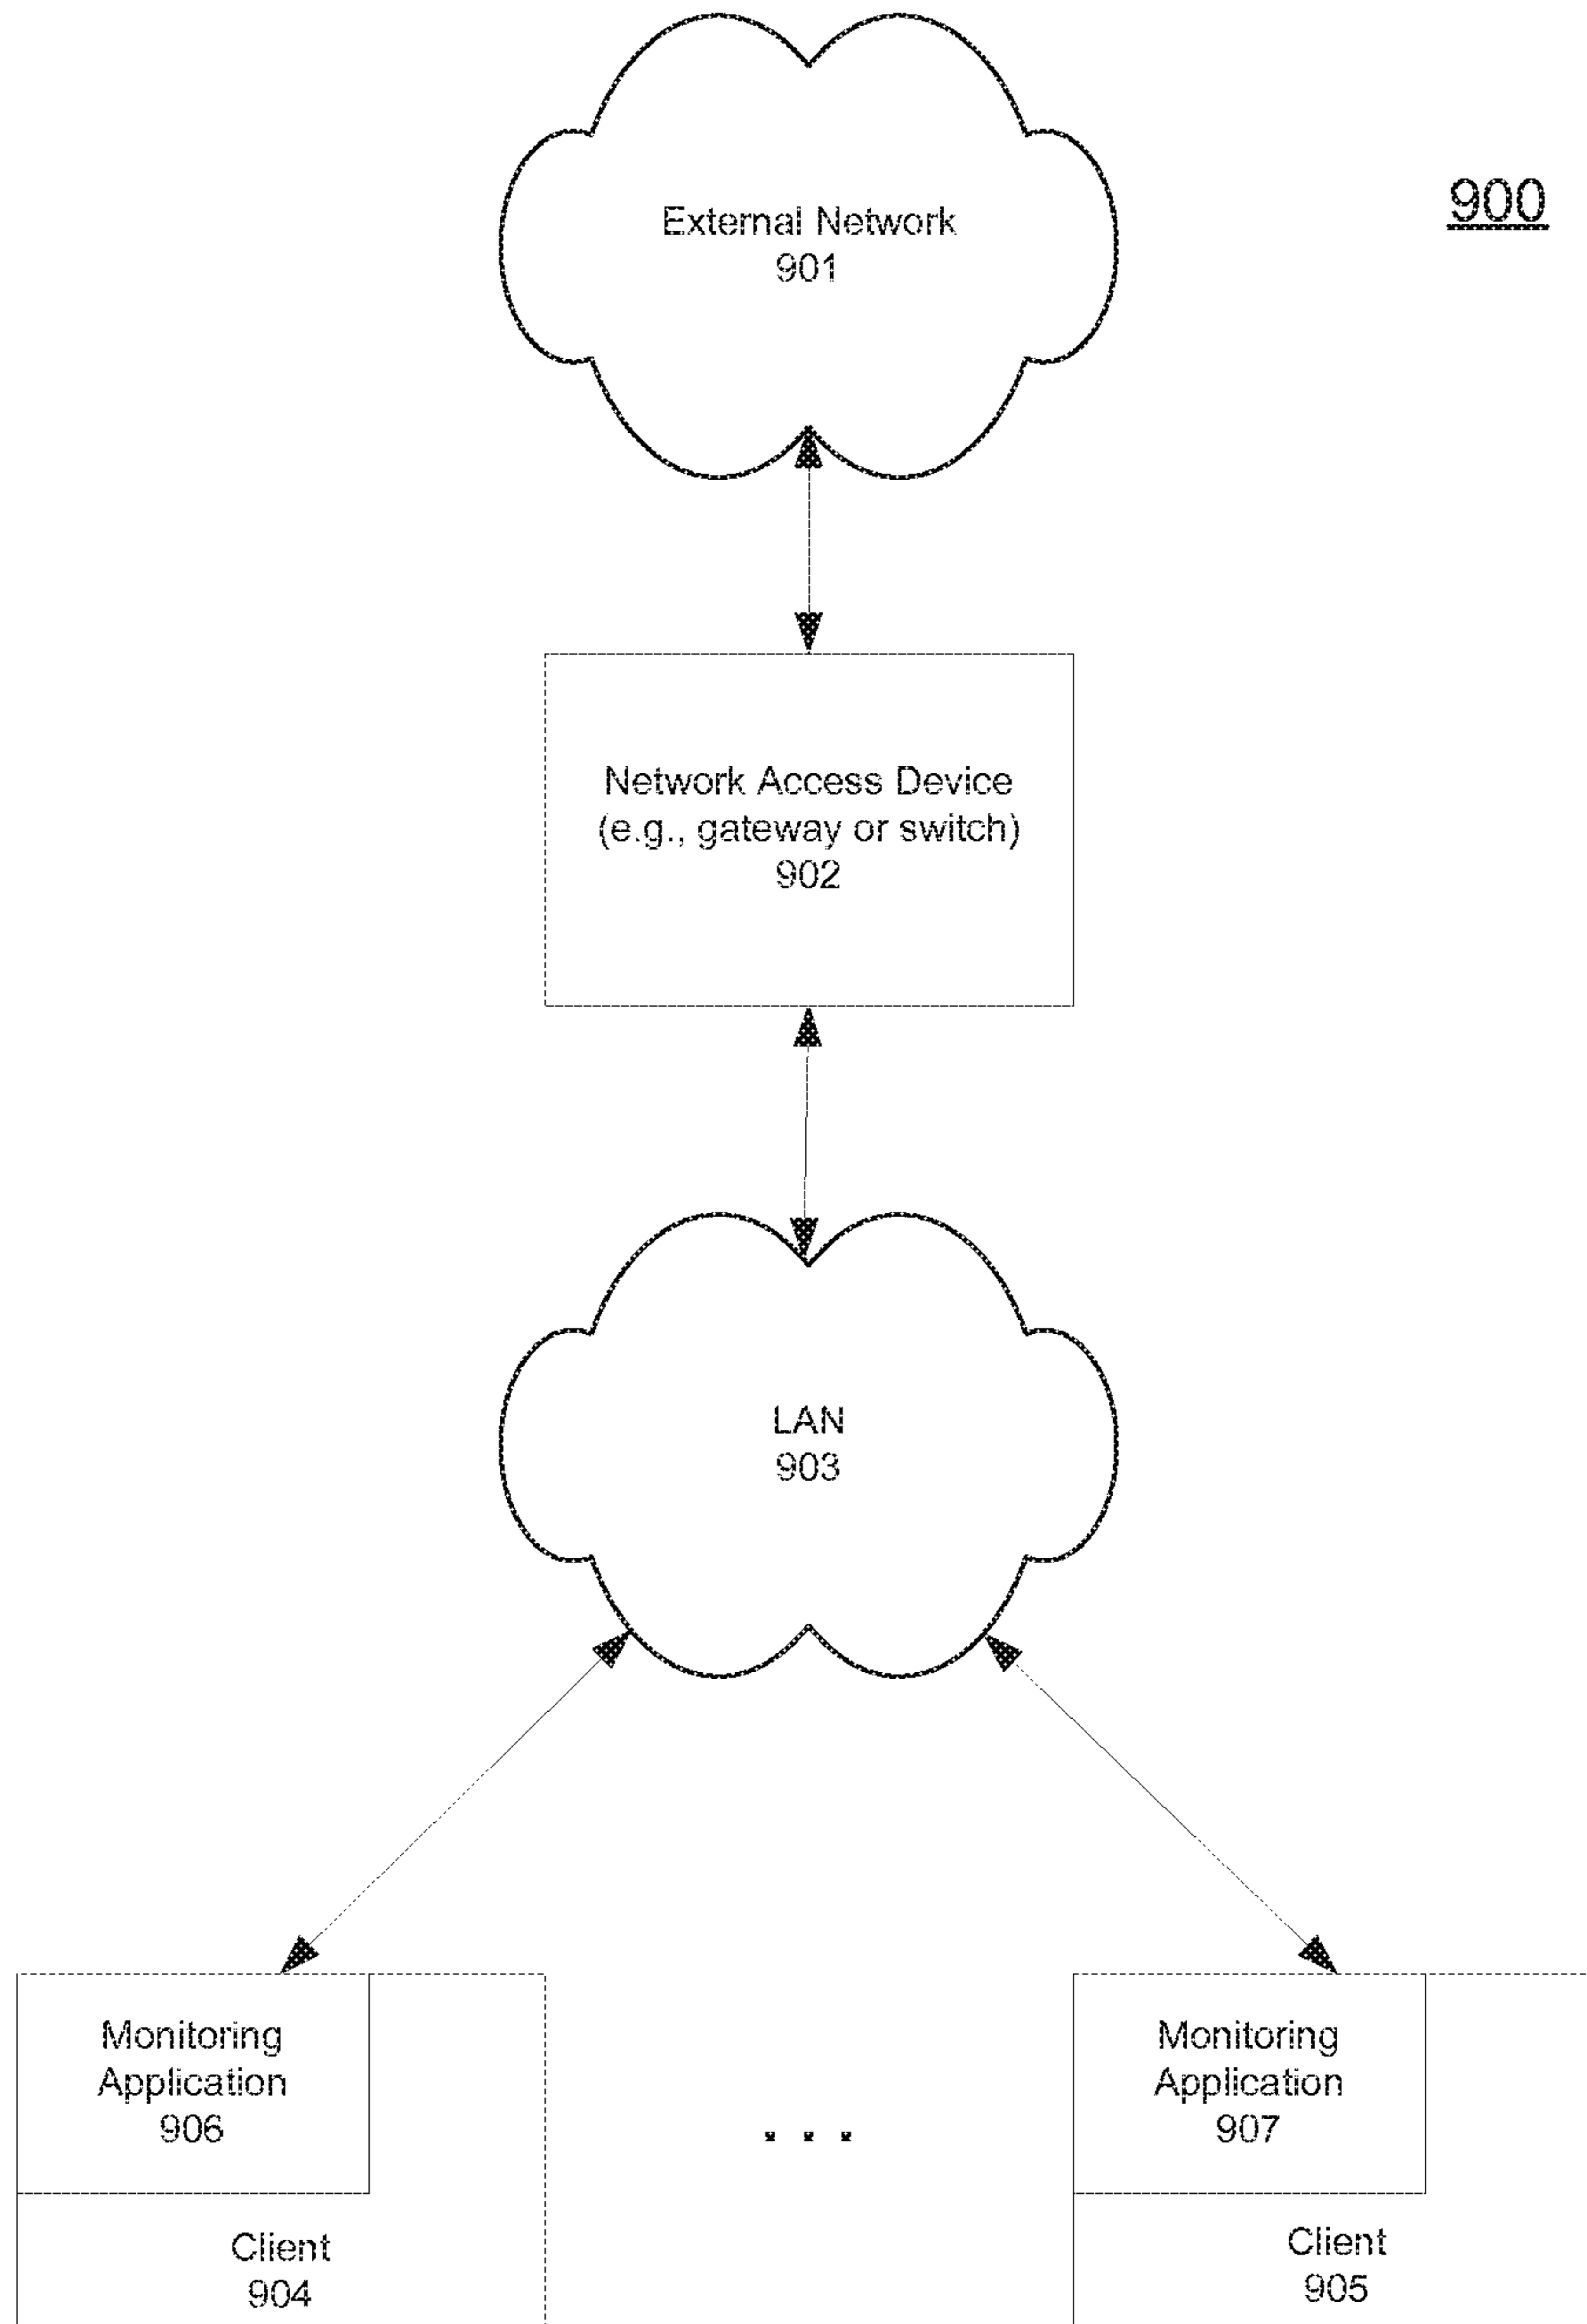 External Network
901
900
Network Access Device
(e.g., gateway or switch)
902
LAN
903
Monitoring
Application
906
Client
904
. . .
Monitoring
Application
907
Client
905